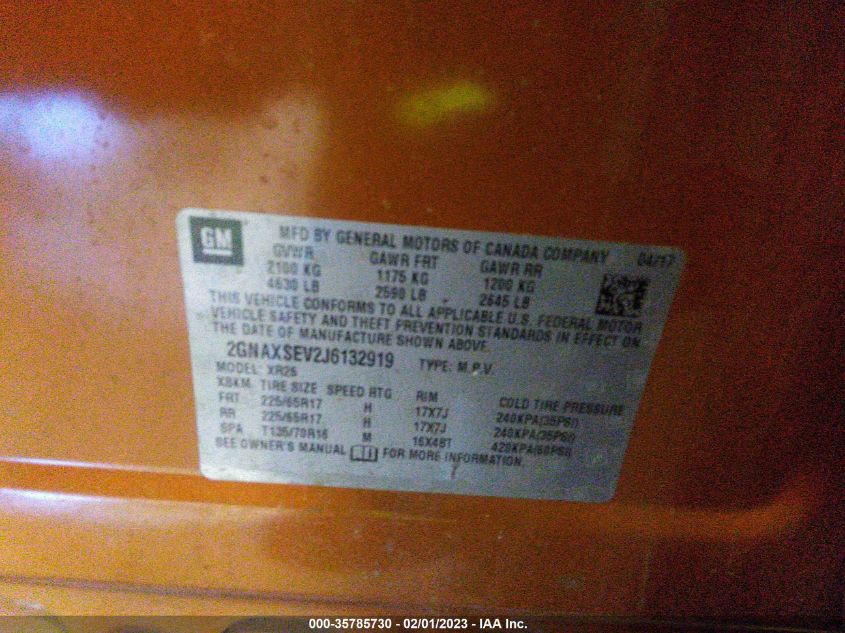 GM MFD BY GENERAL MOTORS OF CANADA COMPANY 04/17
GVWR GAWR FRT GAWR RR
2100 KG 1175 KG 1200 KG
4630 LB 2590 LB 2645 LB
THIS VEHICLE CONFORMS TO ALL APPLICABLE U.S. FEDERAL MOTOR
VEHICLE SAFETY AND THEFT PREVENTION STANDARDS IN EFFECT ON
THE DATE OF MANUFACTURE SHOWN ABOVE.
2GNAXSEV2J6132919 TYPE: M.P.V.
MODEL: XR26
X8KM TIRE SIZE SPEED RTG RIM COLD TIRE PRESSURE
FRT 225/65R17 H 17X7J 240KPA(35PSI)
RR 225/65R17 H 17X7J 240KPA(35PSI)
SPA T135/70R16 M 16X4BT 420KPA(60PSI)
SEE OWNER'S MANUAL FOR MORE INFORMATION.
000-35785730 - 02/01/2023 - IAA Inc.